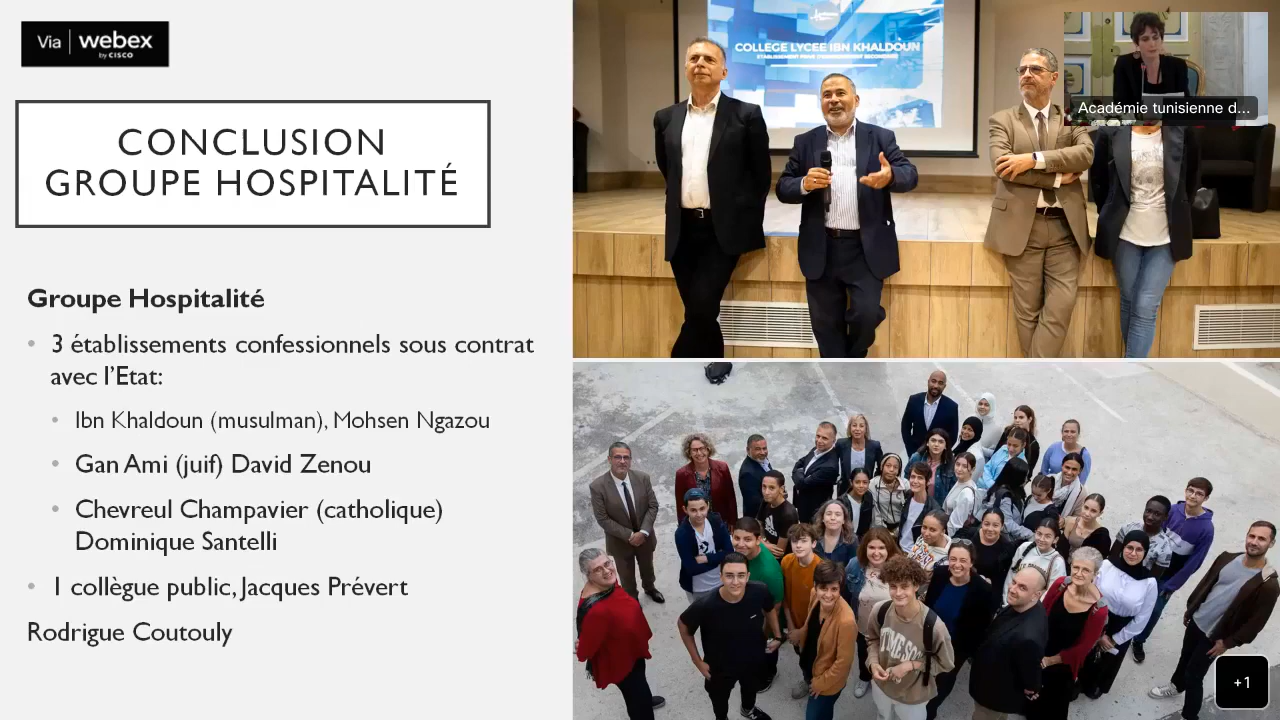 Via webex
by CISCO
CONCLUSION
GROUPE HOSPITALITÉ
Groupe Hospitalité
• 3 établissements confessionnels sous contrat
avec l’Etat:
• Ibn Khaldoun (musulman), Mohsen Ngazou
• Gan Ami (juif) David Zenou
• Chevreul Champavier (catholique)
Dominique Santelli
• 1 collègue public, Jacques Prévert
Rodrigue Coutouly
COLLEGE LYCEE IBN KHALDOUN
Académie tunisienne d...
+1